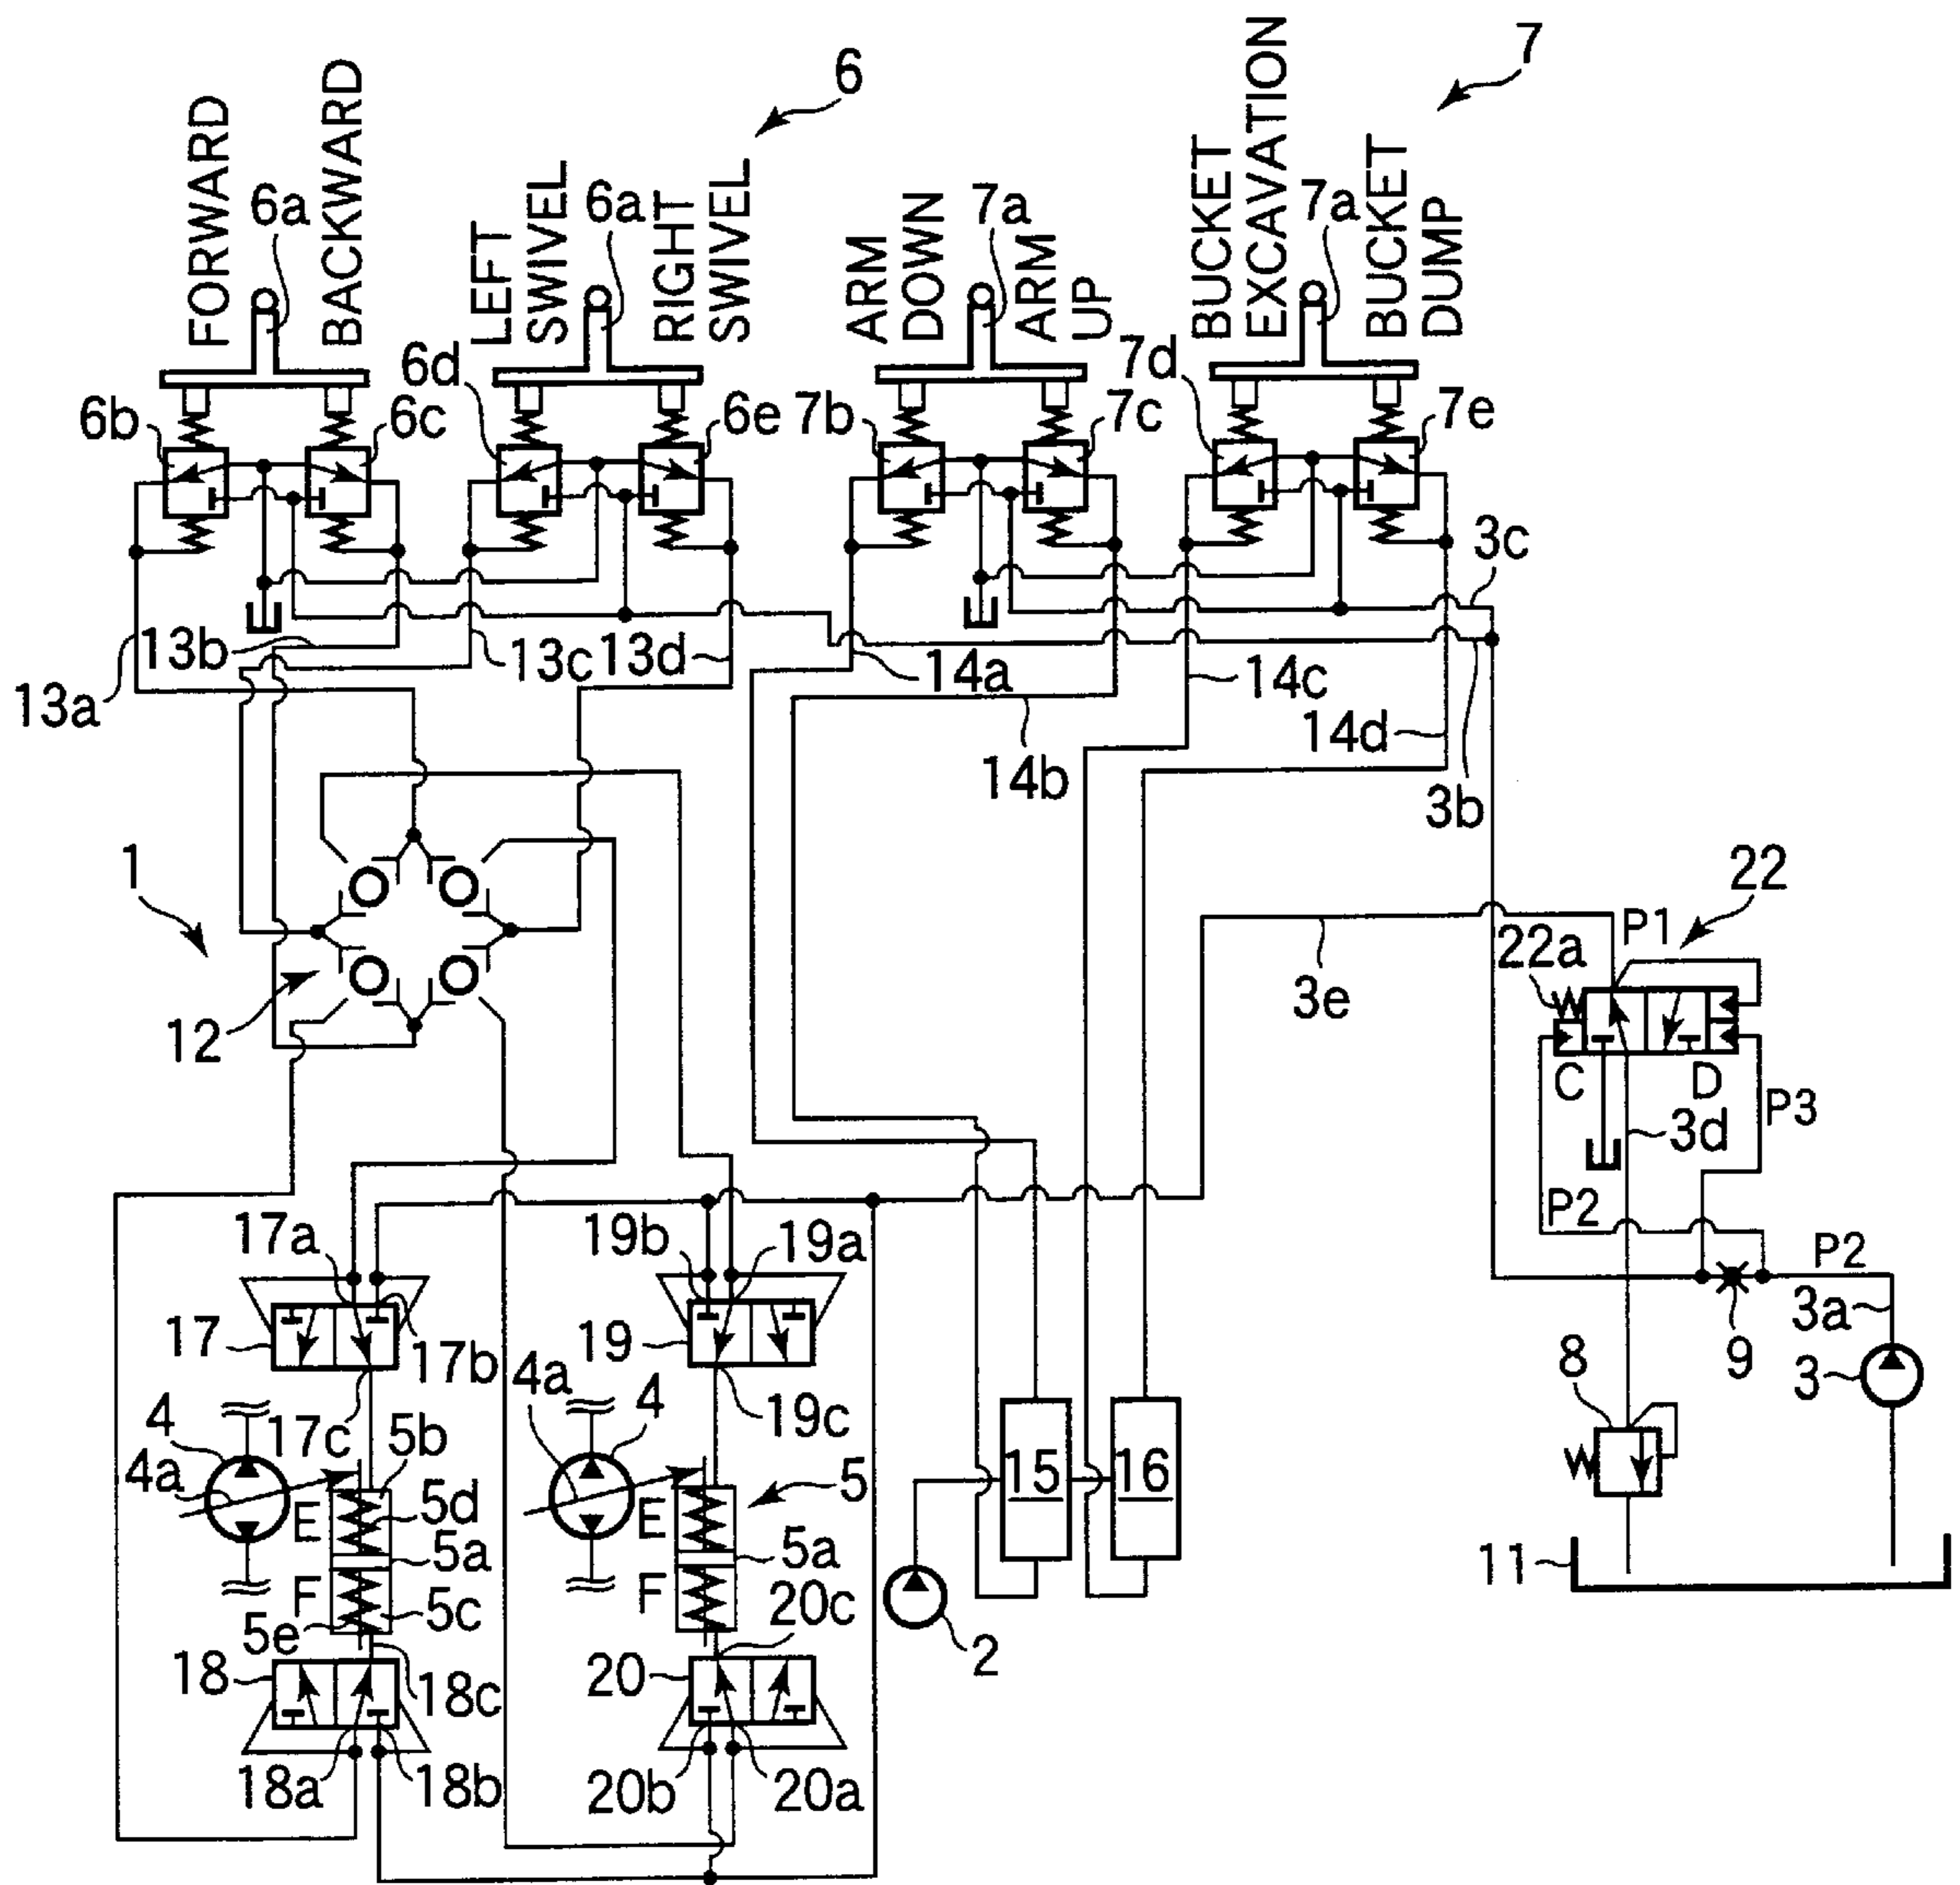 6
7
FORWARD
6a
BACKWARD
LEFT
SWIVEL
6a
RIGHT
SWIVEL
ARM
DOWN
7a
ARM
UP
BUCKET
EXCAVATION
7a
BUCKET
DUMP
6b
6c
6d
6e
7b
7c
7d
7e
3c
13a
13b
13c
13d
14a
14b
14c
14d
3b
1
12
22
P1
22a
3e
C
D
P3
3d
P2
P2
3a
9
8
3
11
17a
17
17b
17c
19b
19a
19
19c
4
4a
5b
E
5d
5a
F
5c
5e
4a
4
5
E
5a
F
20c
15
16
2
18
18c
18a
18b
20
20b
20a